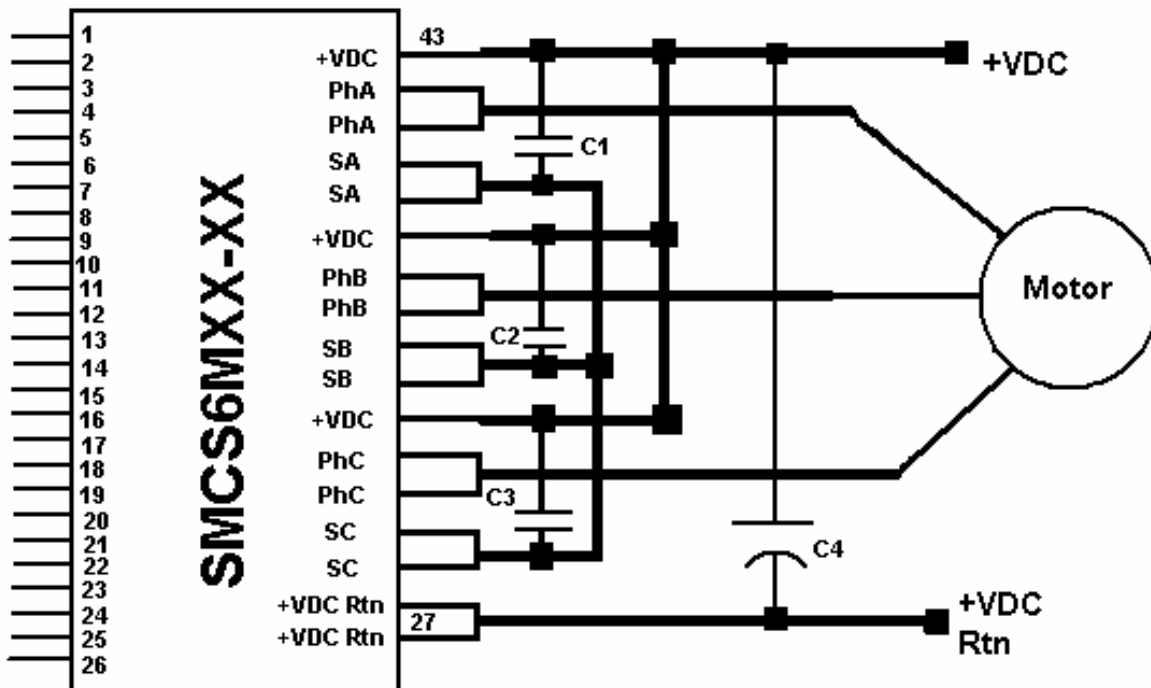 1
2
3
4
5
6
7
8
9
10
11
12
13
14
15
16
17
18
19
20
21
22
23
24
25
26
SMCS6MXX-XX
43
+VDC
PhA
PhA
SA
SA
+VDC
PhB
PhB
SB
SB
+VDC
PhC
PhC
SC
SC
+VDC Rtn
+VDC Rtn
27
C1
C2
C3
C4
+VDC
Motor
+VDC
Rtn